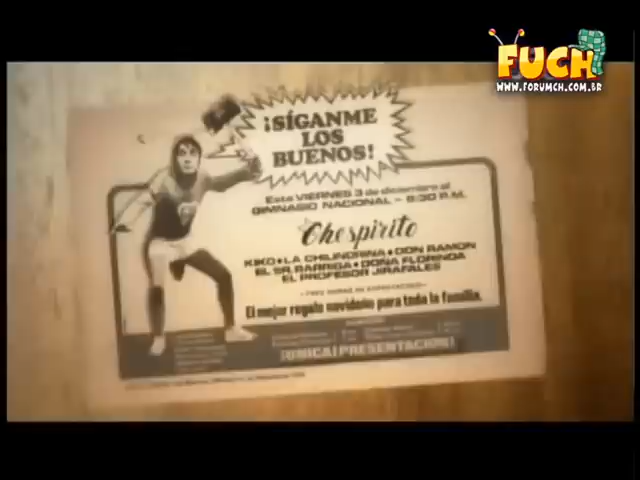 FUCH
WWW.FORUMCH.COM.BR
¡SÍGANME
LOS
BUENOS!
Este VIERNES 3 de diciembre al
GIMNASIO NACIONAL - 8:30 P.M.
Chespirito
KIKO • LA CHILINDRINA • DON RAMON
EL SR. BARRIGA • DOÑA FLORINDA
EL PROFESOR JIRAFALES
El mejor regalo navideño para toda la familia.
¡UNICA PRESENTACION!